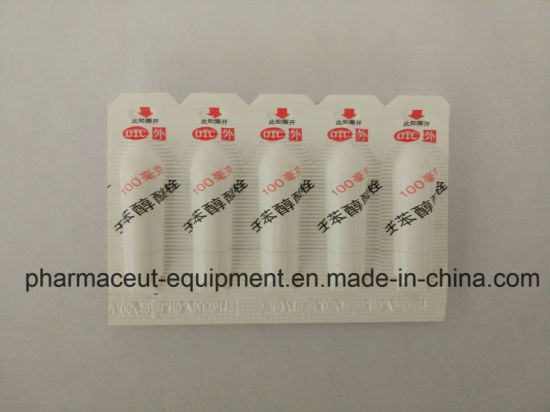 此处撕开 此处撕开 此处撕开 此处撕开 此处撕开
OTC 外 OTC 外 OTC 外 OTC 外 OTC 外
100毫克 100毫克 100毫克 100毫克 100毫克
壬苯醇醚栓 壬苯醇醚栓 壬苯醇醚栓 壬苯醇醚栓 壬苯醇醚栓
pharmaceut-equipment.en.made-in-china.com